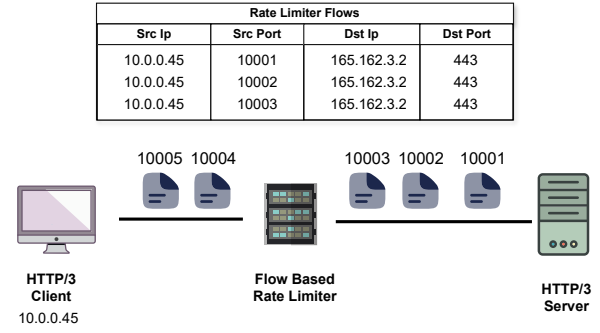 Rate Limiter Flows
Src Ip Src Port Dst Ip Dst Port
10.0.0.45 10001 165.162.3.2 443
10.0.0.45 10002 165.162.3.2 443
10.0.0.45 10003 165.162.3.2 443
10005 10004 10003 10002 10001
HTTP/3
Client
10.0.0.45
Flow Based
Rate Limiter
HTTP/3
Server